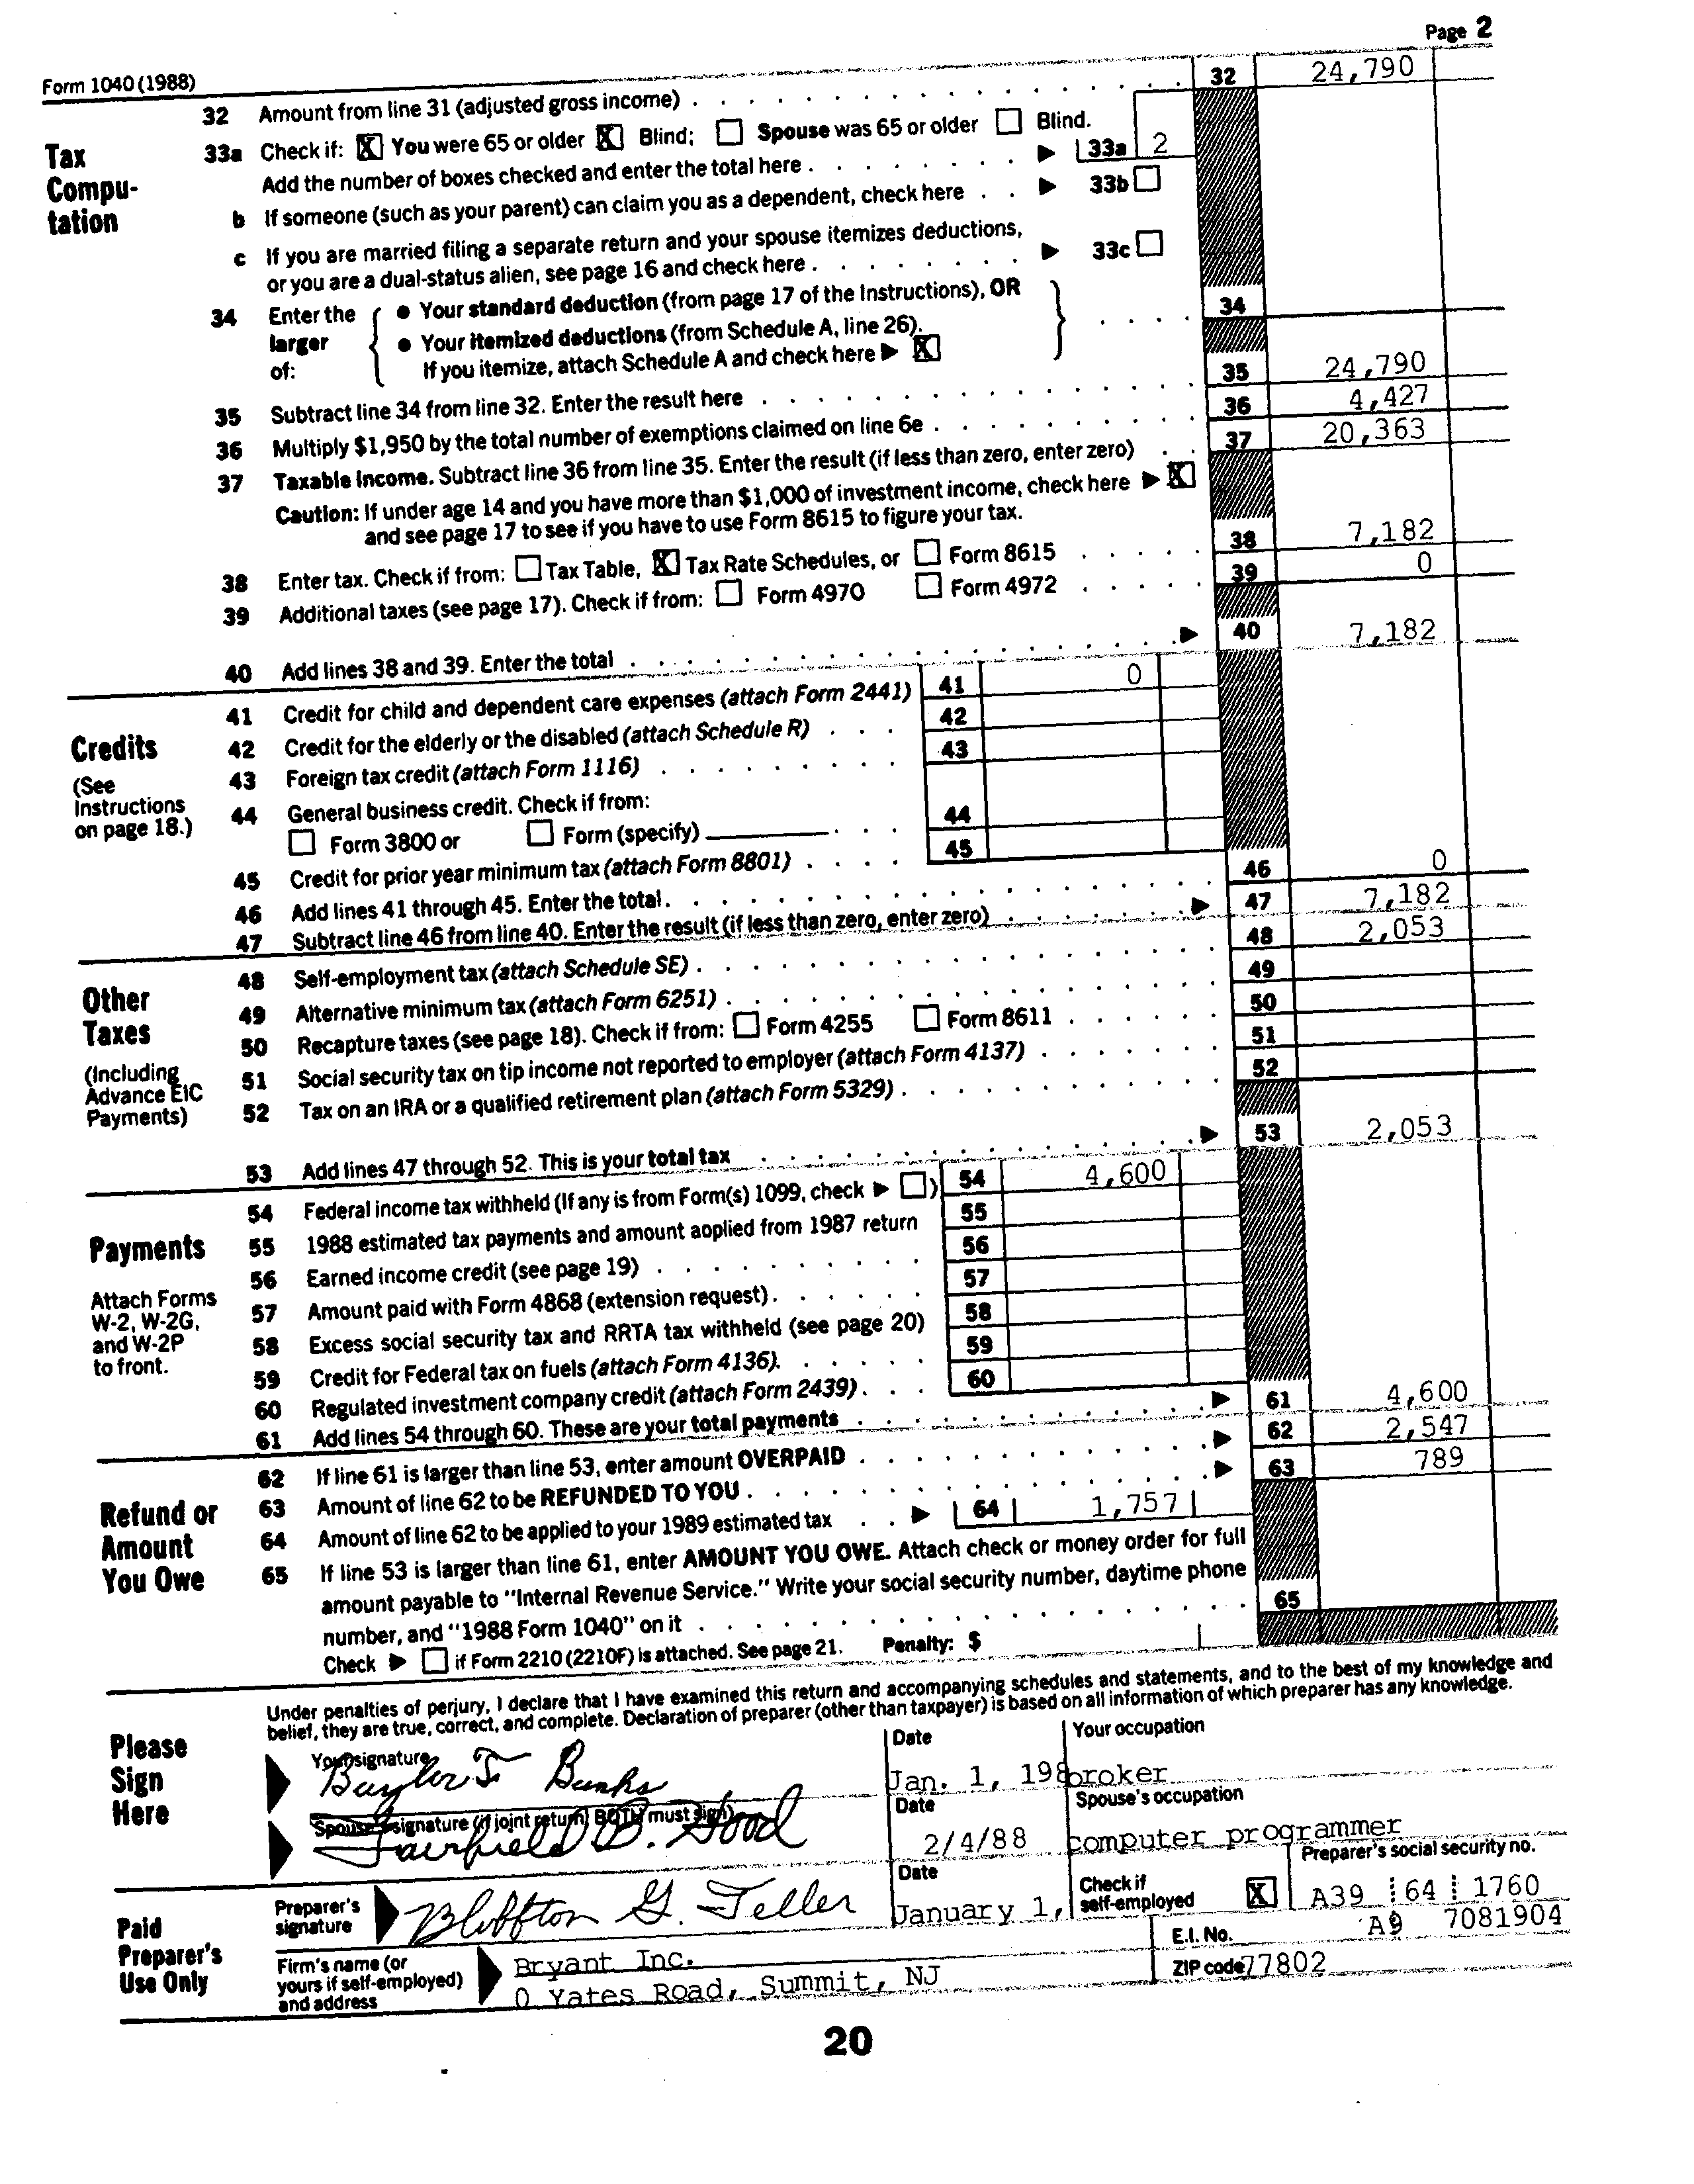 Page 2
Form 1040 (1988)
32 Amount from line 31 (adjusted gross income) 32 24,790
Tax Compu-tation
33a Check if: X You were 65 or older X Blind; Spouse was 65 or older Blind.
Add the number of boxes checked and enter the total here 33a 2
b If someone (such as your parent) can claim you as a dependent, check here 33b
c If you are married filing a separate return and your spouse itemizes deductions,
or you are a dual-status alien, see page 16 and check here 33c
34 Enter the larger of: { ● Your standard deduction (from page 17 of the Instructions), OR
● Your itemized deductions (from Schedule A, line 26).
If you itemize, attach Schedule A and check here ▶ X } 34
35 Subtract line 34 from line 32. Enter the result here 35 24,790
36 Multiply $1,950 by the total number of exemptions claimed on line 6e 36 4,427
37 Taxable income. Subtract line 36 from line 35. Enter the result (if less than zero, enter zero) 37 20,363
Caution: If under age 14 and you have more than $1,000 of investment income, check here ▶ X
and see page 17 to see if you have to use Form 8615 to figure your tax.
38 Enter tax. Check if from: Tax Table, X Tax Rate Schedules, or Form 8615 38 7,182
39 Additional taxes (see page 17). Check if from: Form 4970 Form 4972 39 0
40 Add lines 38 and 39. Enter the total ▶ 40 7,182
Credits
(See Instructions on page 18.)
41 Credit for child and dependent care expenses (attach Form 2441) 41 0
42 Credit for the elderly or the disabled (attach Schedule R) 42
43 Foreign tax credit (attach Form 1116) 43
44 General business credit. Check if from:
Form 3800 or Form (specify) 44
45 Credit for prior year minimum tax (attach Form 8801) 45
46 Add lines 41 through 45. Enter the total 46 0
47 Subtract line 46 from line 40. Enter the result (if less than zero, enter zero) ▶ 47 7,182
Other Taxes
(Including Advance EIC Payments)
48 Self-employment tax (attach Schedule SE) 48 2,053
49 Alternative minimum tax (attach Form 6251) 49
50 Recapture taxes (see page 18). Check if from: Form 4255 Form 8611 50
51 Social security tax on tip income not reported to employer (attach Form 4137) 51
52 Tax on an IRA or a qualified retirement plan (attach Form 5329) 52
53 Add lines 47 through 52. This is your total tax ▶ 53 2,053
Payments
Attach Forms W-2, W-2G, and W-2P to front.
54 Federal income tax withheld (If any is from Form(s) 1099, check ▶ ) 54 4,600
55 1988 estimated tax payments and amount aoplied from 1987 return 55
56 Earned income credit (see page 19) 56
57 Amount paid with Form 4868 (extension request) 57
58 Excess social security tax and RRTA tax withheld (see page 20) 58
59 Credit for Federal tax on fuels (attach Form 4136). 59
60 Regulated investment company credit (attach Form 2439) 60
61 Add lines 54 through 60. These are your total payments ▶ 61 4,600
Refund or Amount You Owe
62 If line 61 is larger than line 53, enter amount OVERPAID ▶ 62 2,547
63 Amount of line 62 to be REFUNDED TO YOU ▶ 63 789
64 Amount of line 62 to be applied to your 1989 estimated tax ▶ 64 1,757
65 If line 53 is larger than line 61, enter AMOUNT YOU OWE. Attach check or money order for full
amount payable to "Internal Revenue Service." Write your social security number, daytime phone
number, and "1988 Form 1040" on it 65
Check ▶ if Form 2210 (2210F) is attached. See page 21. Penalty: $
Under penalties of perjury, I declare that I have examined this return and accompanying schedules and statements, and to the best of my knowledge and
belief, they are true, correct, and complete. Declaration of preparer (other than taxpayer) is based on all information of which preparer has any knowledge.
Please Sign Here
Your signature Baylor T Banks Date Jan. 1, 198 Your occupation broker
Spouse's signature (if joint return, BOTH must sign) Fairfield B. Good Date 2/4/88 Spouse's occupation computer programmer
Paid Preparer's Use Only
Preparer's signature Bluffton G. Teller Date January 1, Check if self-employed X Preparer's social security no. A39 64 1760
Firm's name (or yours if self-employed) and address Bryant Inc. E.I. No. A9 7081904
0 Yates Road, Summit, NJ ZIP code 77802
20